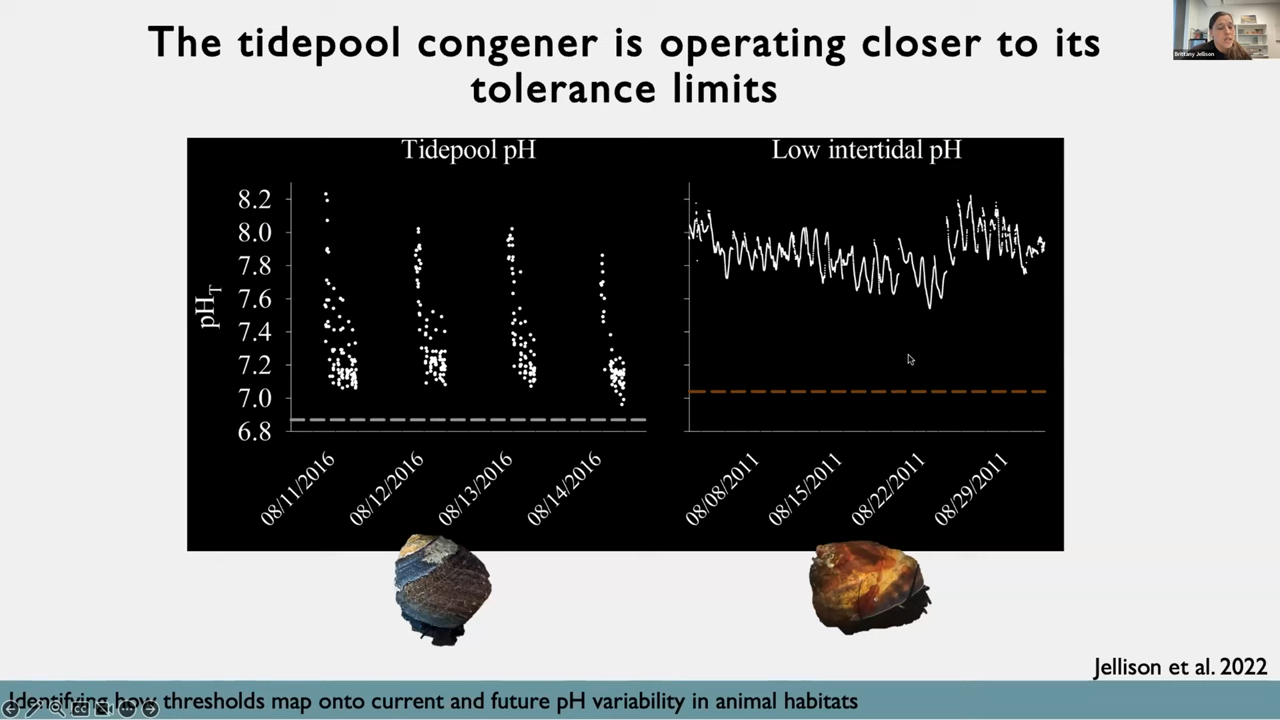 The tidepool congener is operating closer to its
tolerance limits
Brittany Jellison
Tidepool pH
Low intertidal pH
pHT
8.2
8.0
7.8
7.6
7.4
7.2
7.0
6.8
08/11/2016
08/12/2016
08/13/2016
08/14/2016
08/08/2011
08/15/2011
08/22/2011
08/29/2011
Jellison et al. 2022
Identifying how thresholds map onto current and future pH variability in animal habitats